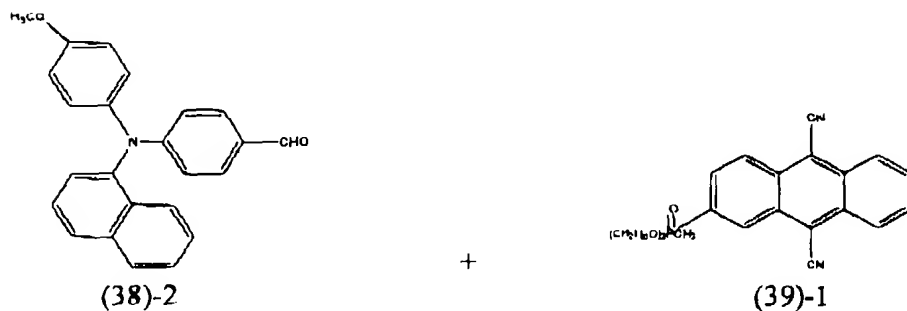 H₃CO
CN
N
CHO
O
CN
(38)-2
+
(39)-1